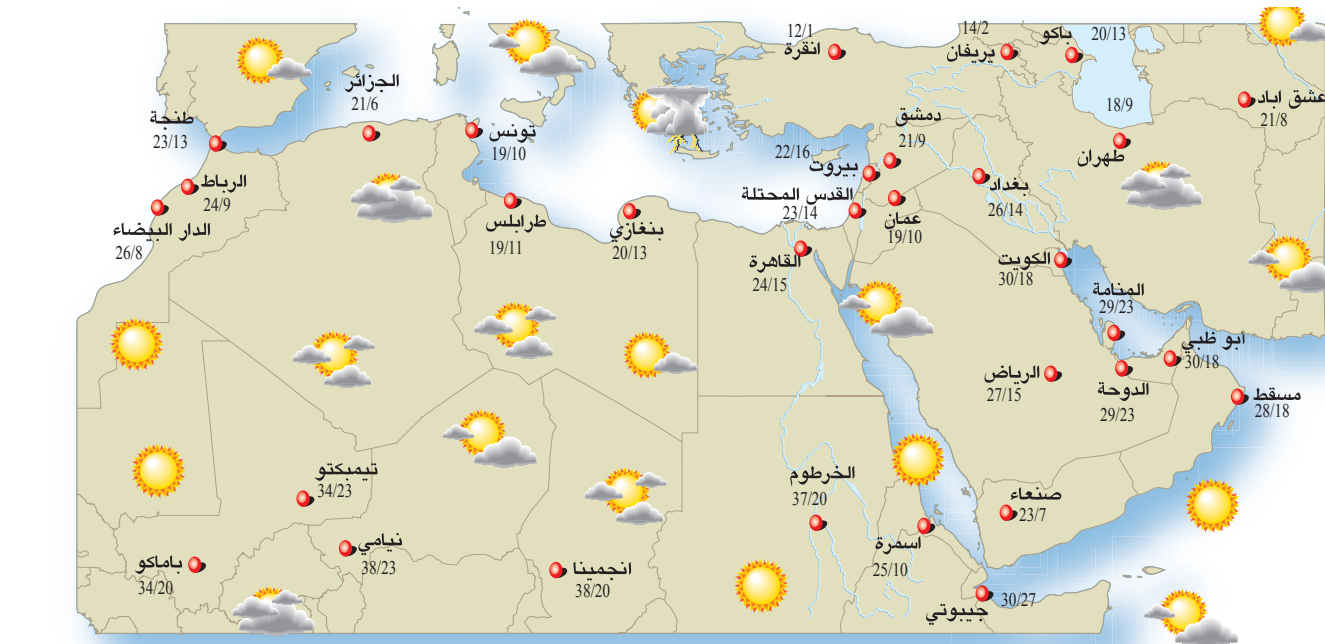 12/1
انقرة
14/2
يريفان
باكو
20/13
عشق اباد
21/8
18/9
طهران
الجزائر
21/6
طنجة
23/13
تونس
19/10
دمشق
21/9
22/16
بيروت
الرباط
24/9
القدس المحتلة
23/14
عمان
19/10
بغداد
26/14
الدار البيضاء
26/8
طرابلس
19/11
بنغازي
20/13
القاهرة
24/15
الكويت
30/18
المنامة
29/23
أبو ظبي
30/18
الرياض
27/15
الدوحة
29/23
مسقط
28/18
تيمبكتو
34/23
الخرطوم
37/20
صنعاء
23/7
نيامي
38/23
باماكو
34/20
انجمينا
38/20
اسمرة
25/10
30/27
جيبوتي